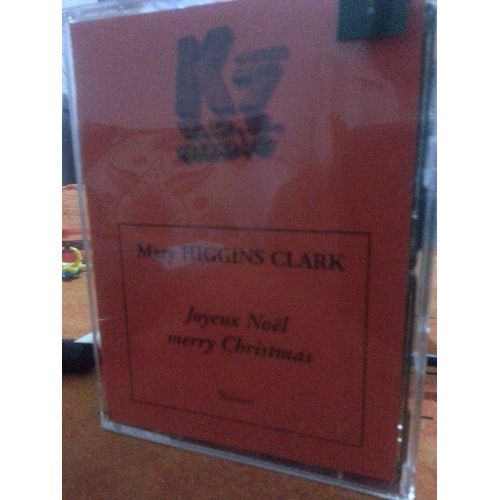 K7
Mary HIGGINS CLARK
Joyeux Noël
merry Christmas
Roman